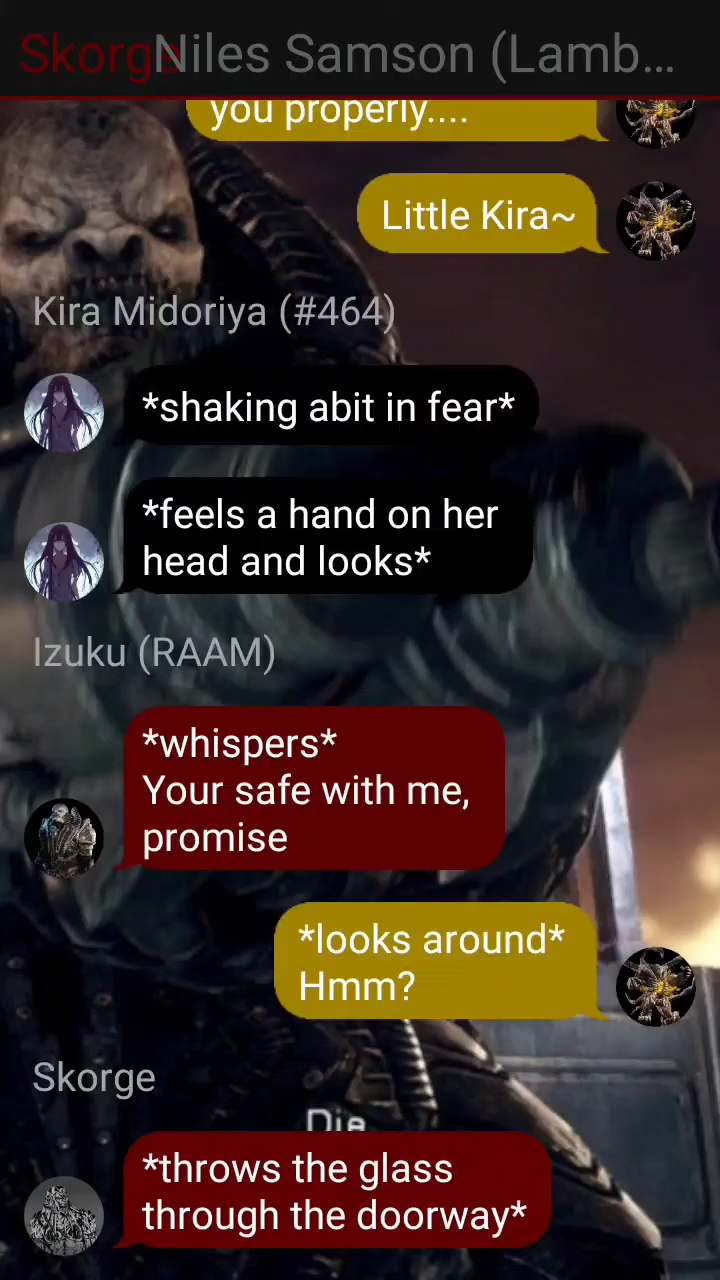 Skorge
Niles Samson (Lamb...
you properly....
Little Kira~
Kira Midoriya (#464)
*shaking abit in fear*
*feels a hand on her
head and looks*
Izuku (RAAM)
*whispers*
Your safe with me,
promise
*looks around*
Hmm?
Skorge
Die
*throws the glass
through the doorway*